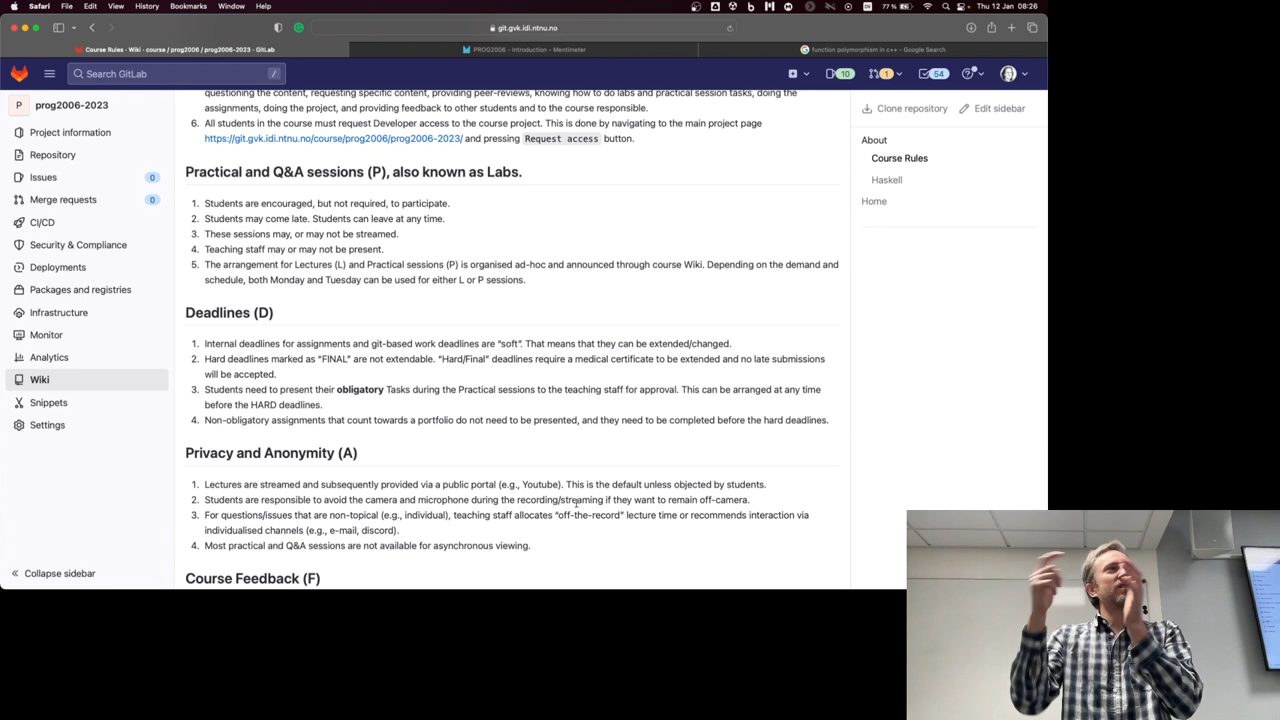 Safari File Edit View History Bookmarks Window Help 77 % Thu 12 Jan 08:26
git.gvk.idi.ntnu.no
Course Rules - Wiki - course / prog2006 / prog2006-2023 · GitLab
PROG2006 - Introduction - Mentimeter
function polymorphism in c++ - Google Search
Search GitLab /
10 1 54
P prog2006-2023
Project information
Repository
Issues 0
Merge requests 0
CI/CD
Security & Compliance
Deployments
Packages and registries
Infrastructure
Monitor
Analytics
Wiki
Snippets
Settings
Collapse sidebar
questioning the content, requesting specific content, providing peer-reviews, knowing how to do labs and practical session tasks, doing the
assignments, doing the project, and providing feedback to other students and to the course responsible.
6. All students in the course must request Developer access to the course project. This is done by navigating to the main project page
https://git.gvk.idi.ntnu.no/course/prog2006/prog2006-2023/ and pressing Request access button.
Practical and Q&A sessions (P), also known as Labs.
1. Students are encouraged, but not required, to participate.
2. Students may come late. Students can leave at any time.
3. These sessions may, or may not be streamed.
4. Teaching staff may or may not be present.
5. The arrangement for Lectures (L) and Practical sessions (P) is organised ad-hoc and announced through course Wiki. Depending on the demand and
schedule, both Monday and Tuesday can be used for either L or P sessions.
Deadlines (D)
1. Internal deadlines for assignments and git-based work deadlines are “soft”. That means that they can be extended/changed.
2. Hard deadlines marked as “FINAL” are not extendable. “Hard/Final” deadlines require a medical certificate to be extended and no late submissions
will be accepted.
3. Students need to present their obligatory Tasks during the Practical sessions to the teaching staff for approval. This can be arranged at any time
before the HARD deadlines.
4. Non-obligatory assignments that count towards a portfolio do not need to be presented, and they need to be completed before the hard deadlines.
Privacy and Anonymity (A)
1. Lectures are streamed and subsequently provided via a public portal (e.g., Youtube). This is the default unless objected by students.
2. Students are responsible to avoid the camera and microphone during the recording/streaming if they want to remain off-camera.
3. For questions/issues that are non-topical (e.g., individual), teaching staff allocates “off-the-record” lecture time or recommends interaction via
individualised channels (e.g., e-mail, discord).
4. Most practical and Q&A sessions are not available for asynchronous viewing.
Course Feedback (F)
Clone repository Edit sidebar
About
Course Rules
Haskell
Home